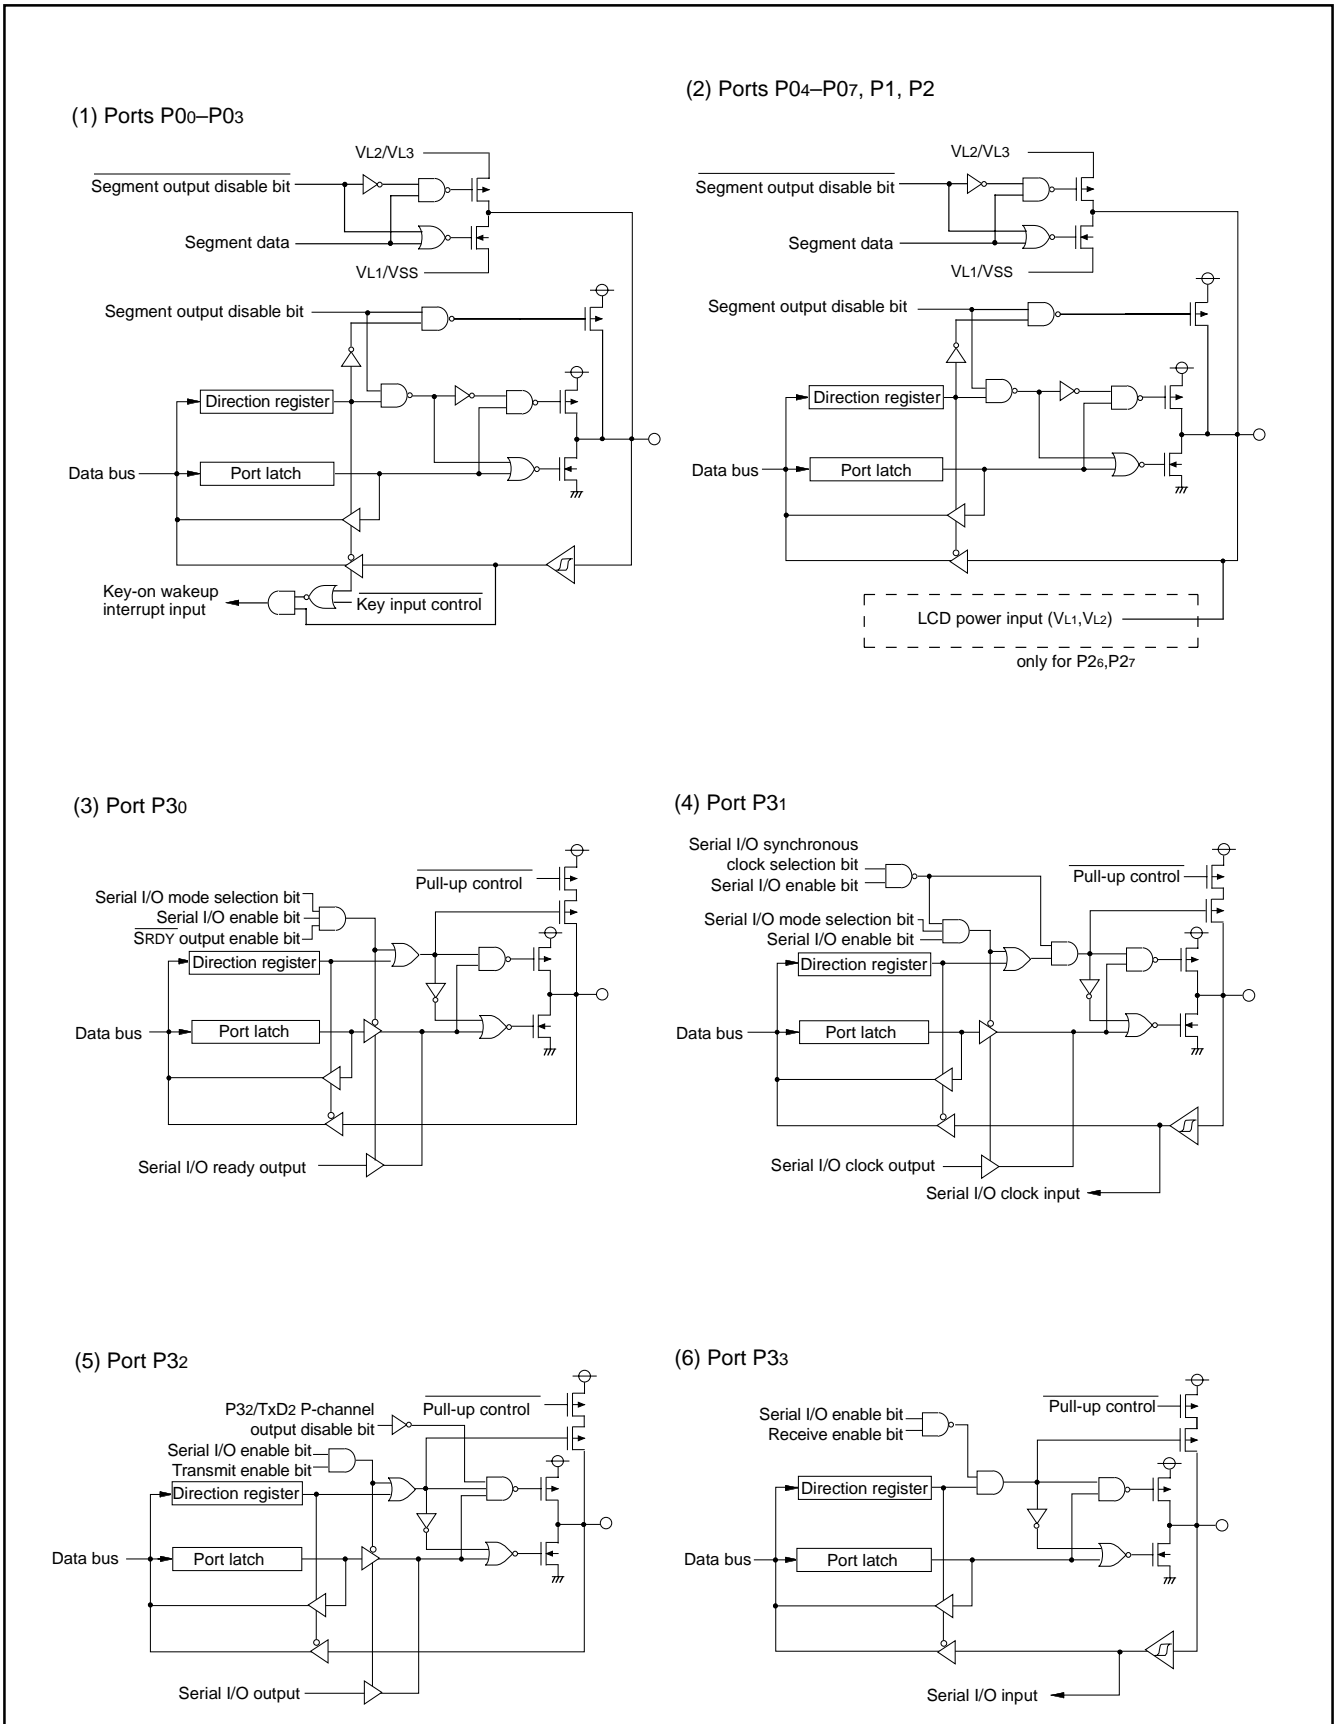 (1) Ports P00–P03
VL2/VL3
Segment output disable bit
Segment data
VL1/VSS
Segment output disable bit
Direction register
Data bus
Port latch
Key-on wakeup
interrupt input
Key input control
(2) Ports P04–P07, P1, P2
VL2/VL3
Segment output disable bit
Segment data
VL1/VSS
Segment output disable bit
Direction register
Data bus
Port latch
LCD power input (VL1,VL2)
only for P26,P27
(3) Port P30
Pull-up control
Serial I/O mode selection bit
Serial I/O enable bit
SRDY output enable bit
Direction register
Data bus
Port latch
Serial I/O ready output
(4) Port P31
Serial I/O synchronous
clock selection bit
Serial I/O enable bit
Pull-up control
Serial I/O mode selection bit
Serial I/O enable bit
Direction register
Data bus
Port latch
Serial I/O clock output
Serial I/O clock input
(5) Port P32
Pull-up control
P32/TxD2 P-channel
output disable bit
Serial I/O enable bit
Transmit enable bit
Direction register
Data bus
Port latch
Serial I/O output
(6) Port P33
Pull-up control
Serial I/O enable bit
Receive enable bit
Direction register
Data bus
Port latch
Serial I/O input